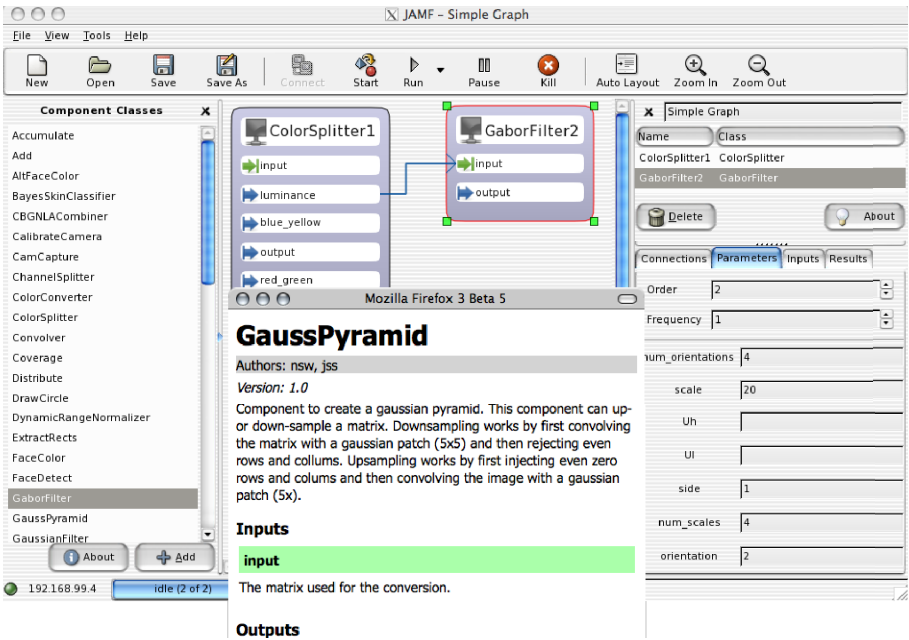 JAMF – Simple Graph
File View Tools Help
New Open Save Save As Connect Start Run Pause Kill Auto Layout Zoom In Zoom Out
Component Classes
Accumulate
Add
AltFaceColor
BayesSkinClassifier
CBGNLACombiner
CalibrateCamera
CamCapture
ChannelSplitter
ColorConverter
ColorSplitter
Convolver
Coverage
Distribute
DrawCircle
DynamicRangeNormalizer
ExtractRects
FaceColor
FaceDetect
GaborFilter
GaussPyramid
GaussianFilter
About Add
192.168.99.4 idle (2 of 2)
ColorSplitter1
input
luminance
blue_yellow
output
red_green
GaborFilter2
input
output
Mozilla Firefox 3 Beta 5
GaussPyramid
Authors: nsw, jss
Version: 1.0
Component to create a gaussian pyramid. This component can up-
or down-sample a matrix. Downsampling works by first convolving
the matrix with a gaussian patch (5x5) and then rejecting even
rows and collums. Upsampling works by first injecting even zero
rows and colums and then convolving the image with a gaussian
patch (5x).
Inputs
input
The matrix used for the conversion.
Outputs
Simple Graph
Name Class
ColorSplitter1 ColorSplitter
GaborFilter2 GaborFilter
Delete About
Connections Parameters Inputs Results
Order 2
Frequency 1
num_orientations 4
scale 20
Uh
Ul
side 1
num_scales 4
orientation 2